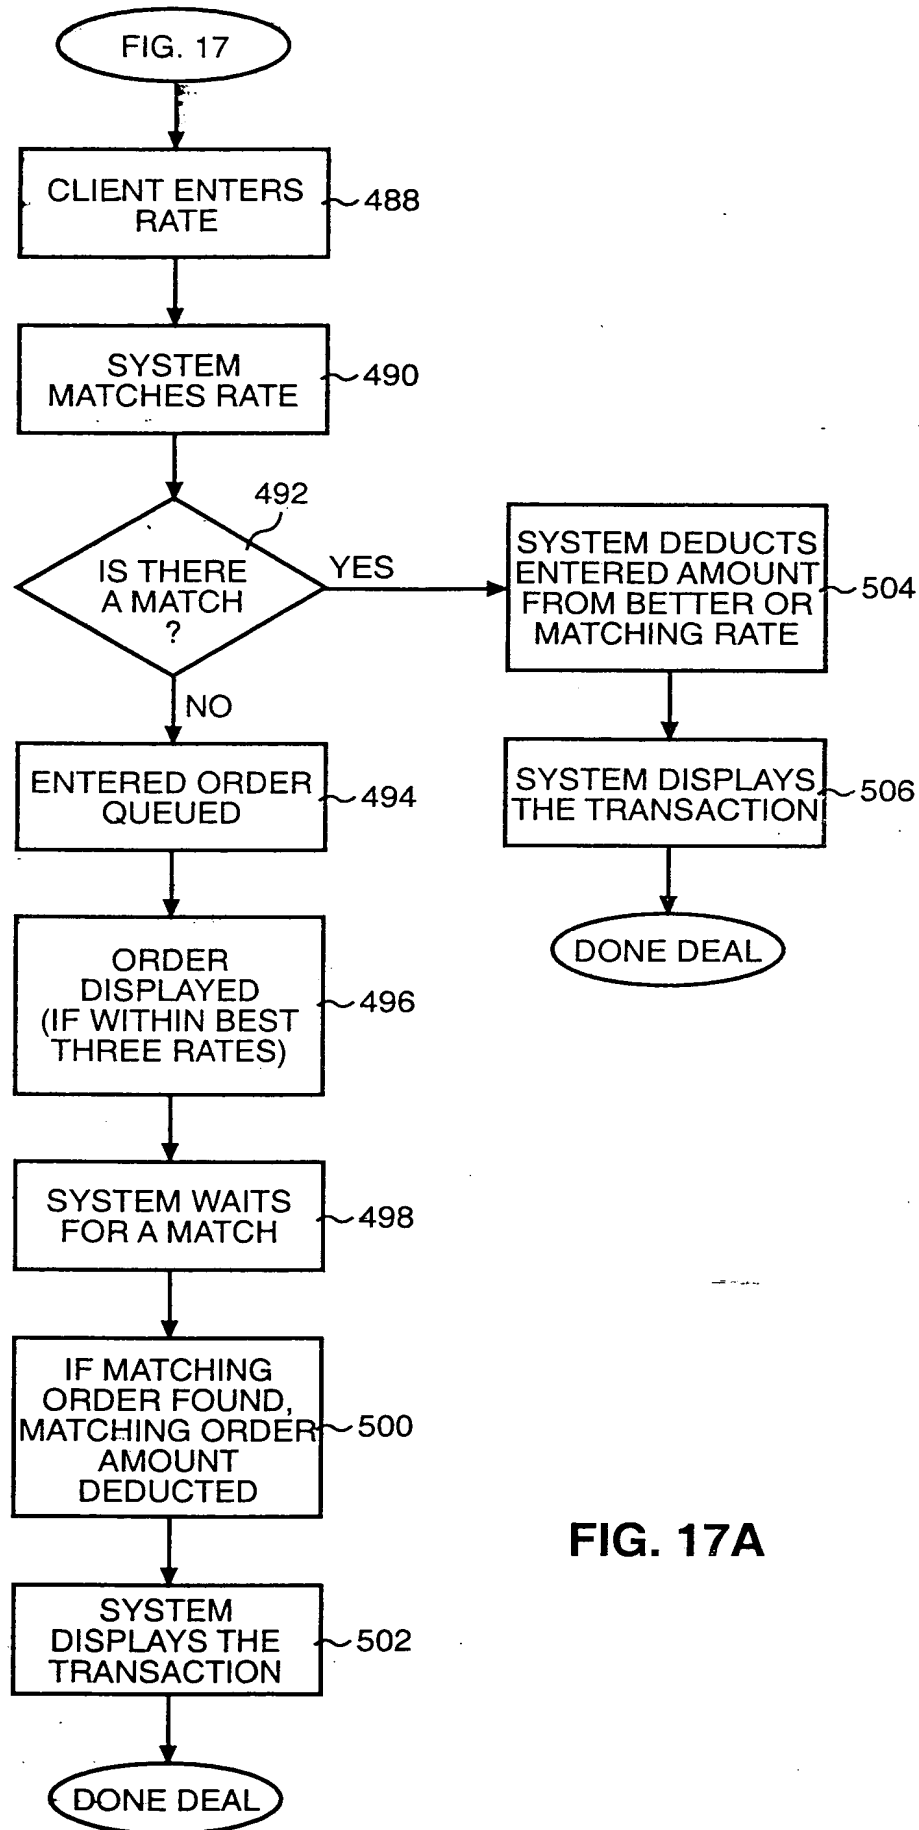 FIG. 17
CLIENT ENTERS
RATE
488
SYSTEM
MATCHES RATE
490
492
IS THERE
A MATCH
?
YES
NO
SYSTEM DEDUCTS
ENTERED AMOUNT
FROM BETTER OR
MATCHING RATE
504
SYSTEM DISPLAYS
THE TRANSACTION
506
DONE DEAL
ENTERED ORDER
QUEUED
494
ORDER
DISPLAYED
(IF WITHIN BEST
THREE RATES)
496
SYSTEM WAITS
FOR A MATCH
498
IF MATCHING
ORDER FOUND,
MATCHING ORDER
AMOUNT
DEDUCTED
500
SYSTEM
DISPLAYS THE
TRANSACTION
502
DONE DEAL
FIG. 17A